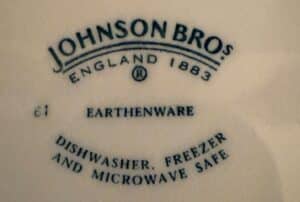 JOHNSON BROS
ENGLAND 1883
®
61 EARTHENWARE
DISHWASHER, FREEZER
AND MICROWAVE SAFE